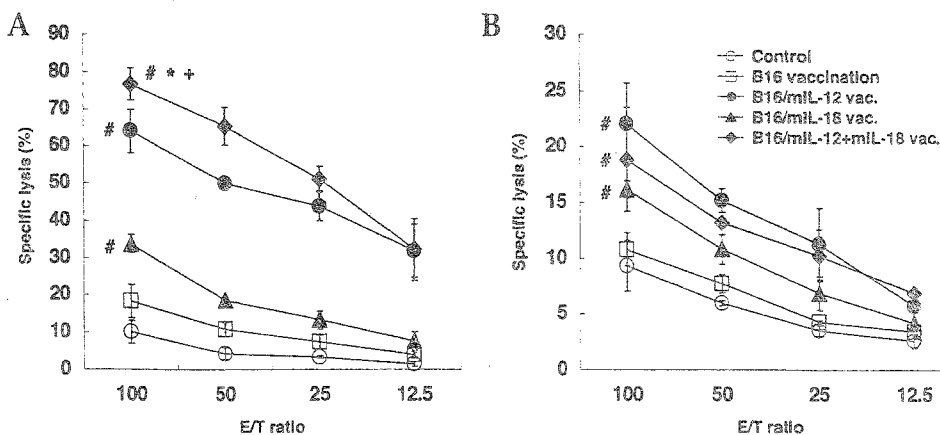 A
Specific lysis (%)
90
80
70
60
50
40
30
20
10
0
# * +
#
#
100 50 25 12.5
E/T ratio
B
Specific lysis (%)
30
25
20
15
10
5
0
Control
B16 vaccination
B16/mIL-12 vac.
B16/mIL-18 vac.
B16/mIL-12+mIL-18 vac.
#
#
#
100 50 25 12.5
E/T ratio